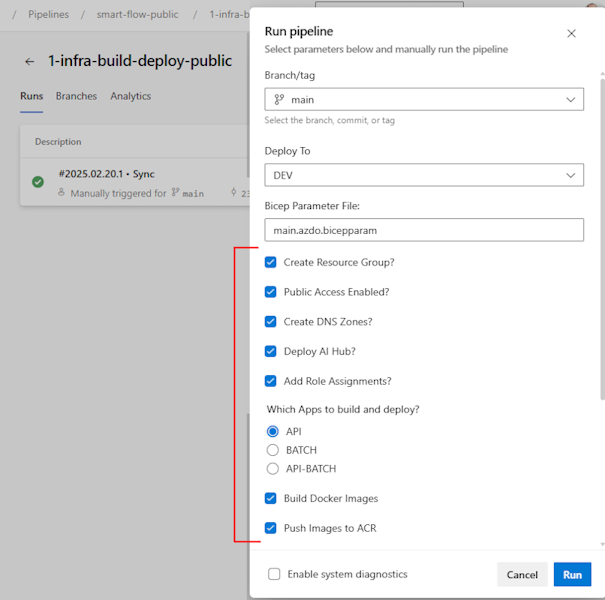 / Pipelines / smart-flow-public / 1-infra-b
1-infra-build-deploy-public
Runs Branches Analytics
Description
#2025.02.20.1 • Sync
Manually triggered for main 23
Run pipeline
Select parameters below and manually run the pipeline
Branch/tag
main
Select the branch, commit, or tag
Deploy To
DEV
Bicep Parameter File:
main.azdo.bicepparam
Create Resource Group?
Public Access Enabled?
Create DNS Zones?
Deploy AI Hub?
Add Role Assignments?
Which Apps to build and deploy?
API
BATCH
API-BATCH
Build Docker Images
Push Images to ACR
Enable system diagnostics
Cancel Run